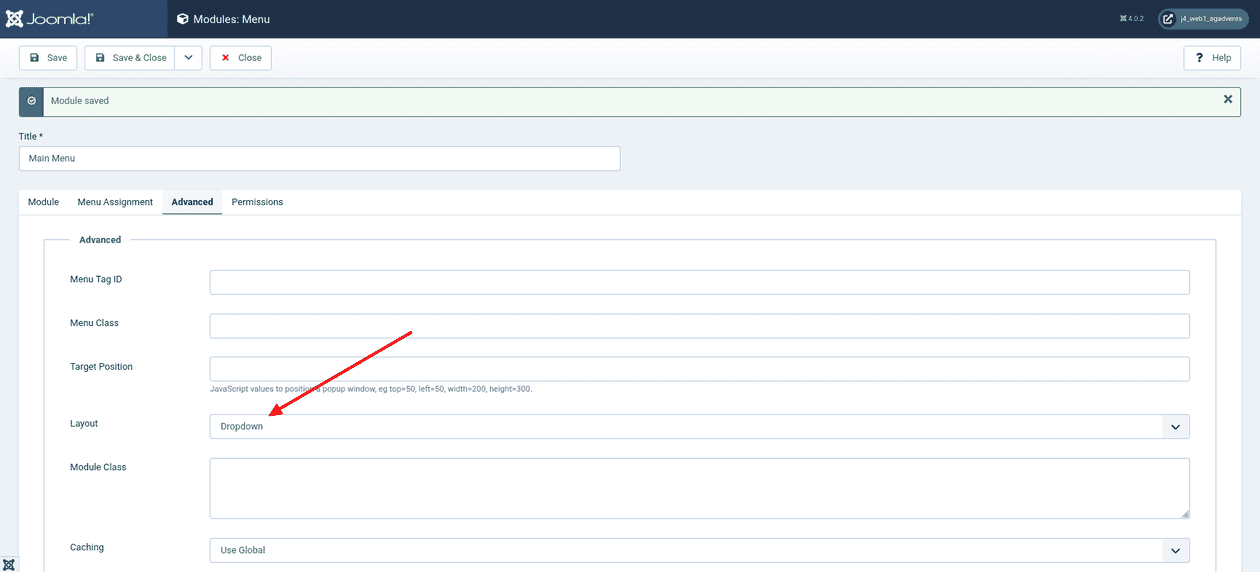 Joomla!® Modules: Menu 4.0.2 j4_web1_agadvents
Save Save & Close Close ? Help
Module saved
Title *
Main Menu
Module Menu Assignment Advanced Permissions
Advanced
Menu Tag ID
Menu Class
Target Position
JavaScript values to position a popup window, eg top=50, left=50, width=200, height=300.
Layout Dropdown
Module Class
Caching Use Global